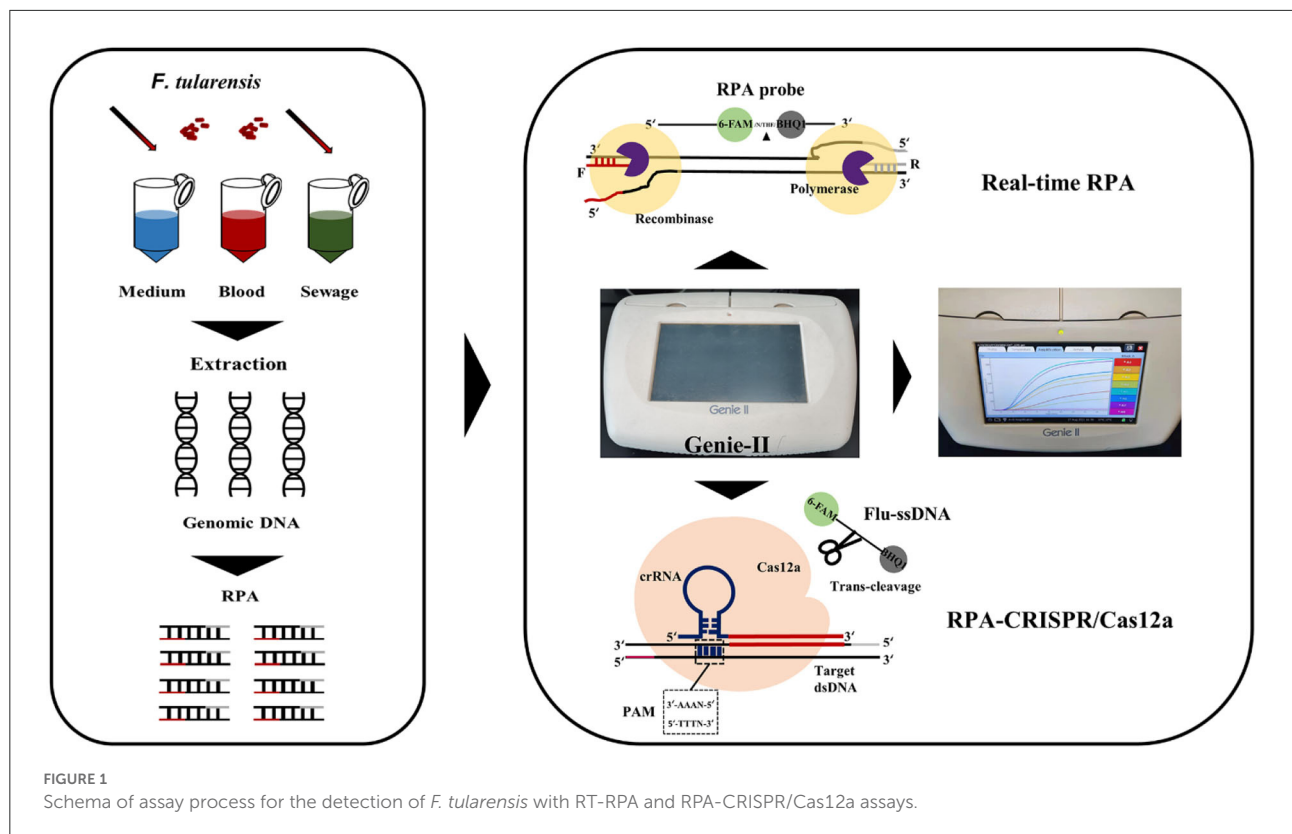 F. tularensis
Medium
Blood
Sewage
Extraction
Genomic DNA
RPA
RPA probe
5′
6-FAM
BHQ1
3′
3′
5′
F
R
Polymerase
3′
5′
Recombinase
Real-time RPA
Genie II
Genie-II
Genie II
6-FAM
Flu-ssDNA
BHQ1
Trans-cleavage
crRNA
Cas12a
RPA-CRISPR/Cas12a
5′
3′
3′
5′
5′
3′
Target
dsDNA
PAM
3′-AAAN-5′
5′-TTTN-3′
FIGURE 1
Schema of assay process for the detection of F. tularensis with RT-RPA and RPA-CRISPR/Cas12a assays.